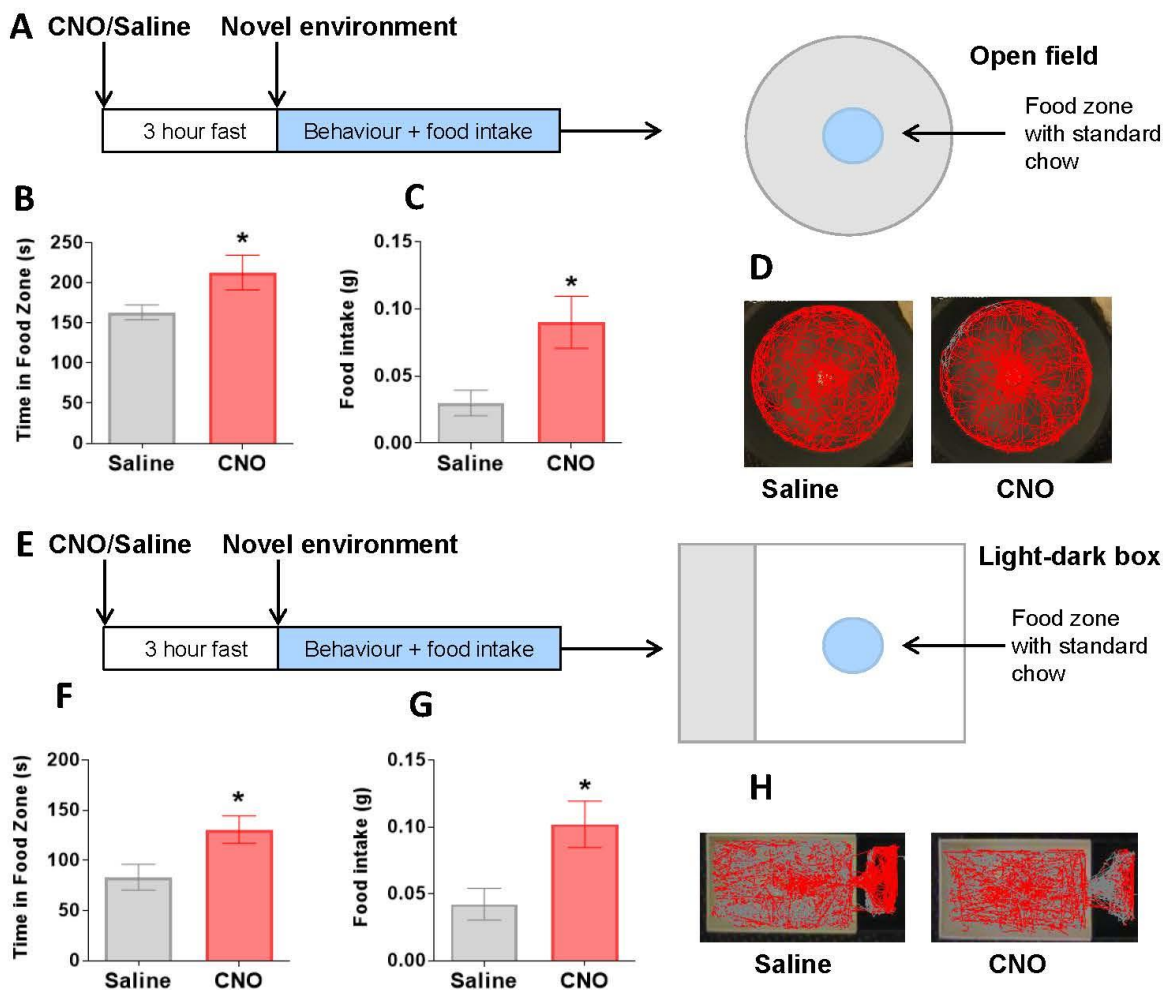 A
CNO/Saline
Novel environment
3 hour fast
Behaviour + food intake
Open field
Food zone
with standard
chow
B
Time in Food Zone (s)
250
200
150
100
50
0
*
Saline
CNO
C
Food intake (g)
0.15
0.10
0.05
0.00
*
Saline
CNO
D
Saline
CNO
E
CNO/Saline
Novel environment
3 hour fast
Behaviour + food intake
Light-dark box
Food zone
with standard
chow
F
Time in Food Zone (s)
200
150
100
50
0
*
Saline
CNO
G
Food intake (g)
0.15
0.10
0.05
0.00
*
Saline
CNO
H
Saline
CNO